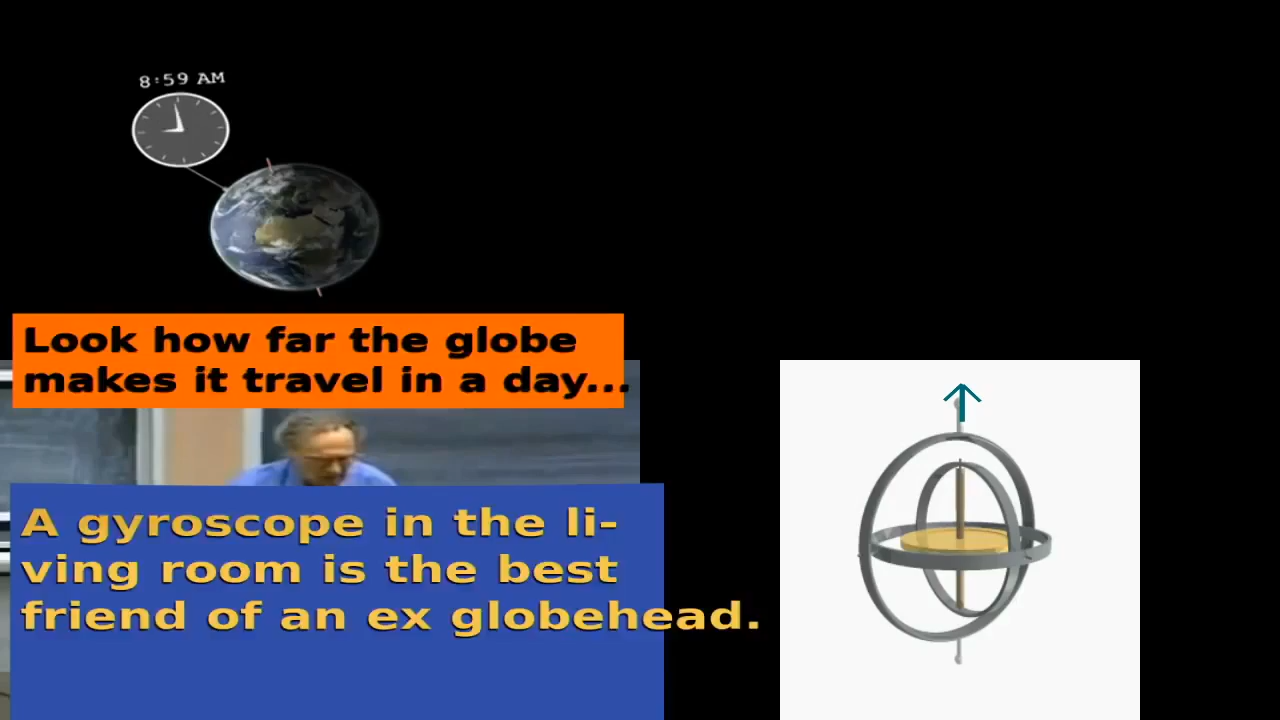 8:59 AM
Look how far the globe
makes it travel in a day...
A gyroscope in the li-
ving room is the best
friend of an ex globehead.